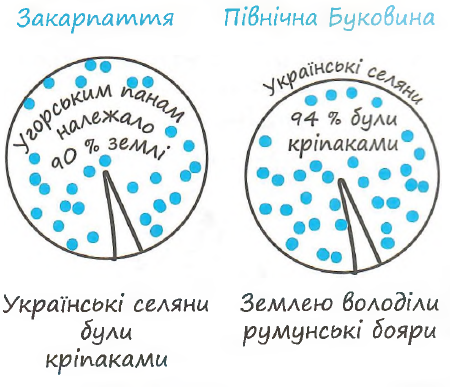 Закарпаття
Угорським панам
належало
90 % землі
Українські селяни
були
кріпаками
Північна Буковина
Українські селяни
94 % були
кріпаками
Землею володіли
румунські бояри